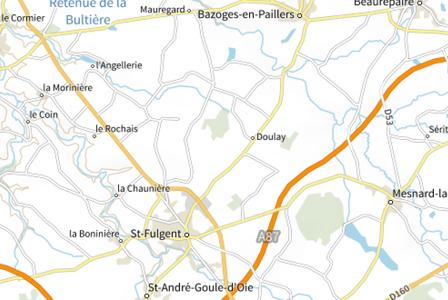 Retenue de la
Bultière
Mauregard
Bazoges-en-Paillers
Beaurepaire
le Cormier
l'Angellerie
la Morinière
le Coin
le Rochais
Doulay
D53
la Chaunière
Mesnard-la
St-Fulgent
la Boninière
A87
St-André-Goule-d'Oie
D160